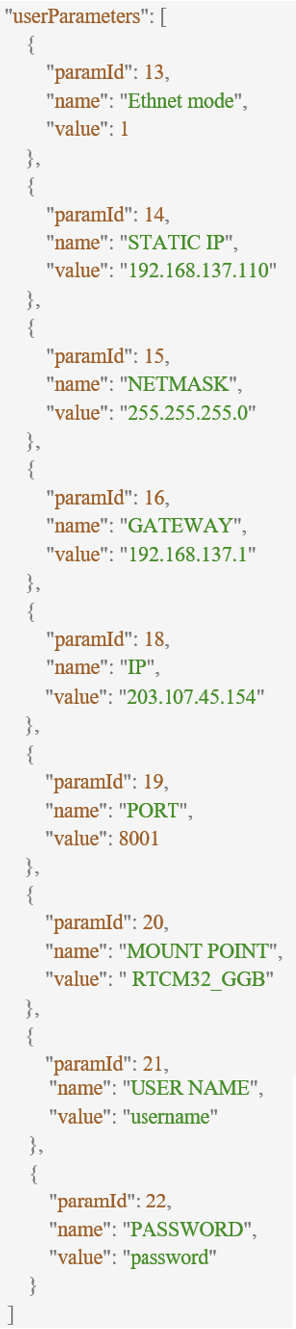 "userParameters": [
{
"paramId": 13,
"name": "Ethnet mode",
"value": 1
},
{
"paramId": 14,
"name": "STATIC IP",
"value": "192.168.137.110"
},
{
"paramId": 15,
"name": "NETMASK",
"value": "255.255.255.0"
},
{
"paramId": 16,
"name": "GATEWAY",
"value": "192.168.137.1"
},
{
"paramId": 18,
"name": "IP",
"value": "203.107.45.154"
},
{
"paramId": 19,
"name": "PORT",
"value": 8001
},
{
"paramId": 20,
"name": "MOUNT POINT",
"value": " RTCM32_GGB"
},
{
"paramId": 21,
"name": "USER NAME",
"value": "username"
},
{
"paramId": 22,
"name": "PASSWORD",
"value": "password"
}
]